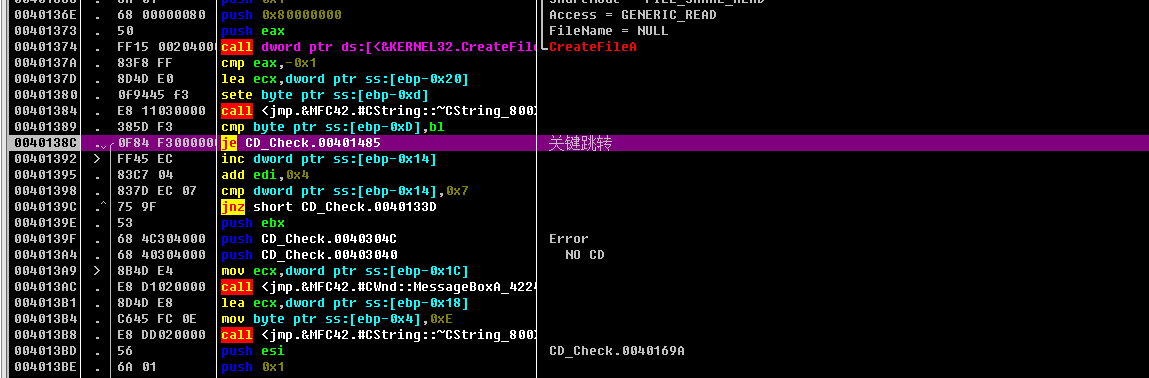 0040136E . 68 00000080 push 0x80000000 Access = GENERIC_READ
00401373 . 50 push eax FileName = NULL
00401374 . FF15 00204000 call dword ptr ds:[<&KERNEL32.CreateFile CreateFileA
0040137A . 83F8 FF cmp eax,-0x1
0040137D . 8D4D E0 lea ecx,dword ptr ss:[ebp-0x20]
00401380 . 0F9445 f3 sete byte ptr ss:[ebp-0xd]
00401384 . E8 11030000 call <jmp.&MFC42.#CString::~CString_800>
00401389 . 385D F3 cmp byte ptr ss:[ebp-0xD],bl
0040138C . 0F84 F3000000 je CD_Check.00401485 关键跳转
00401392 > FF45 EC inc dword ptr ss:[ebp-0x14]
00401395 . 83C7 04 add edi,0x4
00401398 . 837D EC 07 cmp dword ptr ss:[ebp-0x14],0x7
0040139C .^ 75 9F jnz short CD_Check.0040133D
0040139E . 53 push ebx
0040139F . 68 4C304000 push CD_Check.0040304C Error
004013A4 . 68 40304000 push CD_Check.00403040 NO CD
004013A9 > 8B4D E4 mov ecx,dword ptr ss:[ebp-0x1C]
004013AC . E8 D1020000 call <jmp.&MFC42.#CWnd::MessageBoxA_4224
004013B1 . 8D4D E8 lea ecx,dword ptr ss:[ebp-0x18]
004013B4 . C645 FC 0E mov byte ptr ss:[ebp-0x4],0xE
004013B8 . E8 DD020000 call <jmp.&MFC42.#CString::~CString_800>
004013BD . 56 push esi CD_Check.0040169A
004013BE . 6A 01 push 0x1